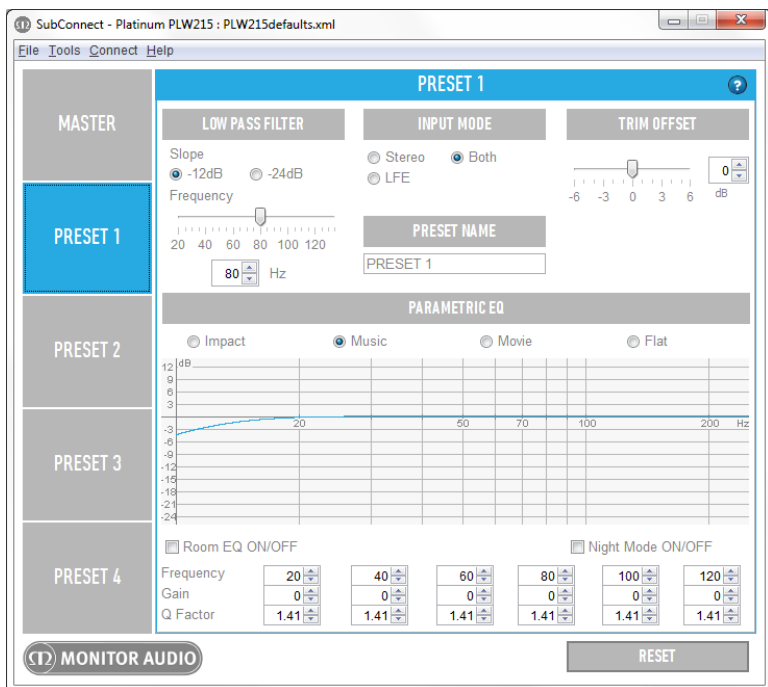 SubConnect - Platinum PLW215 : PLW215defaults.xml
File Tools Connect Help
MASTER
PRESET 1
PRESET 2
PRESET 3
PRESET 4
PRESET 1
?
LOW PASS FILTER
Slope
-12dB -24dB
Frequency
20 40 60 80 100 120
80 Hz
INPUT MODE
Stereo Both
LFE
PRESET NAME
PRESET 1
TRIM OFFSET
0
-6 -3 0 3 6 dB
PARAMETRIC EQ
Impact Music Movie Flat
12 dB
9
6
3
20 50 70 100 200 Hz
-3
-6
-9
-12
-15
-18
-21
-24
Room EQ ON/OFF Night Mode ON/OFF
Frequency 20 40 60 80 100 120
Gain 0 0 0 0 0 0
Q Factor 1.41 1.41 1.41 1.41 1.41 1.41
MONITOR AUDIO
RESET